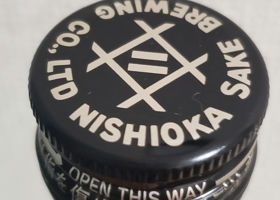 NISHIOKA SAKE BREWING CO., LTD
OPEN THIS WAY